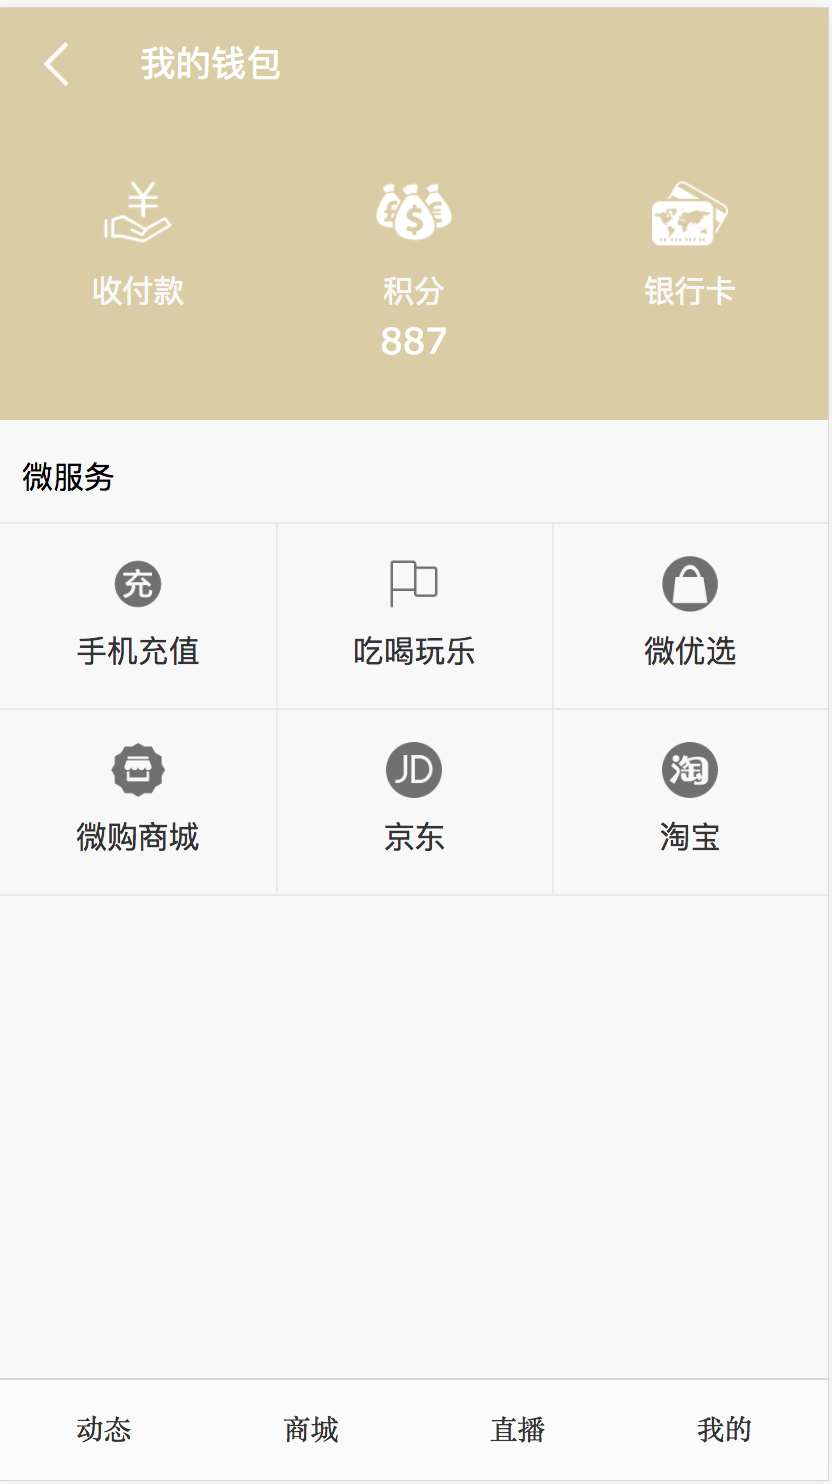 我的钱包
¥
£ $ €
收付款 积分 银行卡
887
微服务
充
手机充值 吃喝玩乐 微优选
JD 淘
微购商城 京东 淘宝
动态 商城 直播 我的